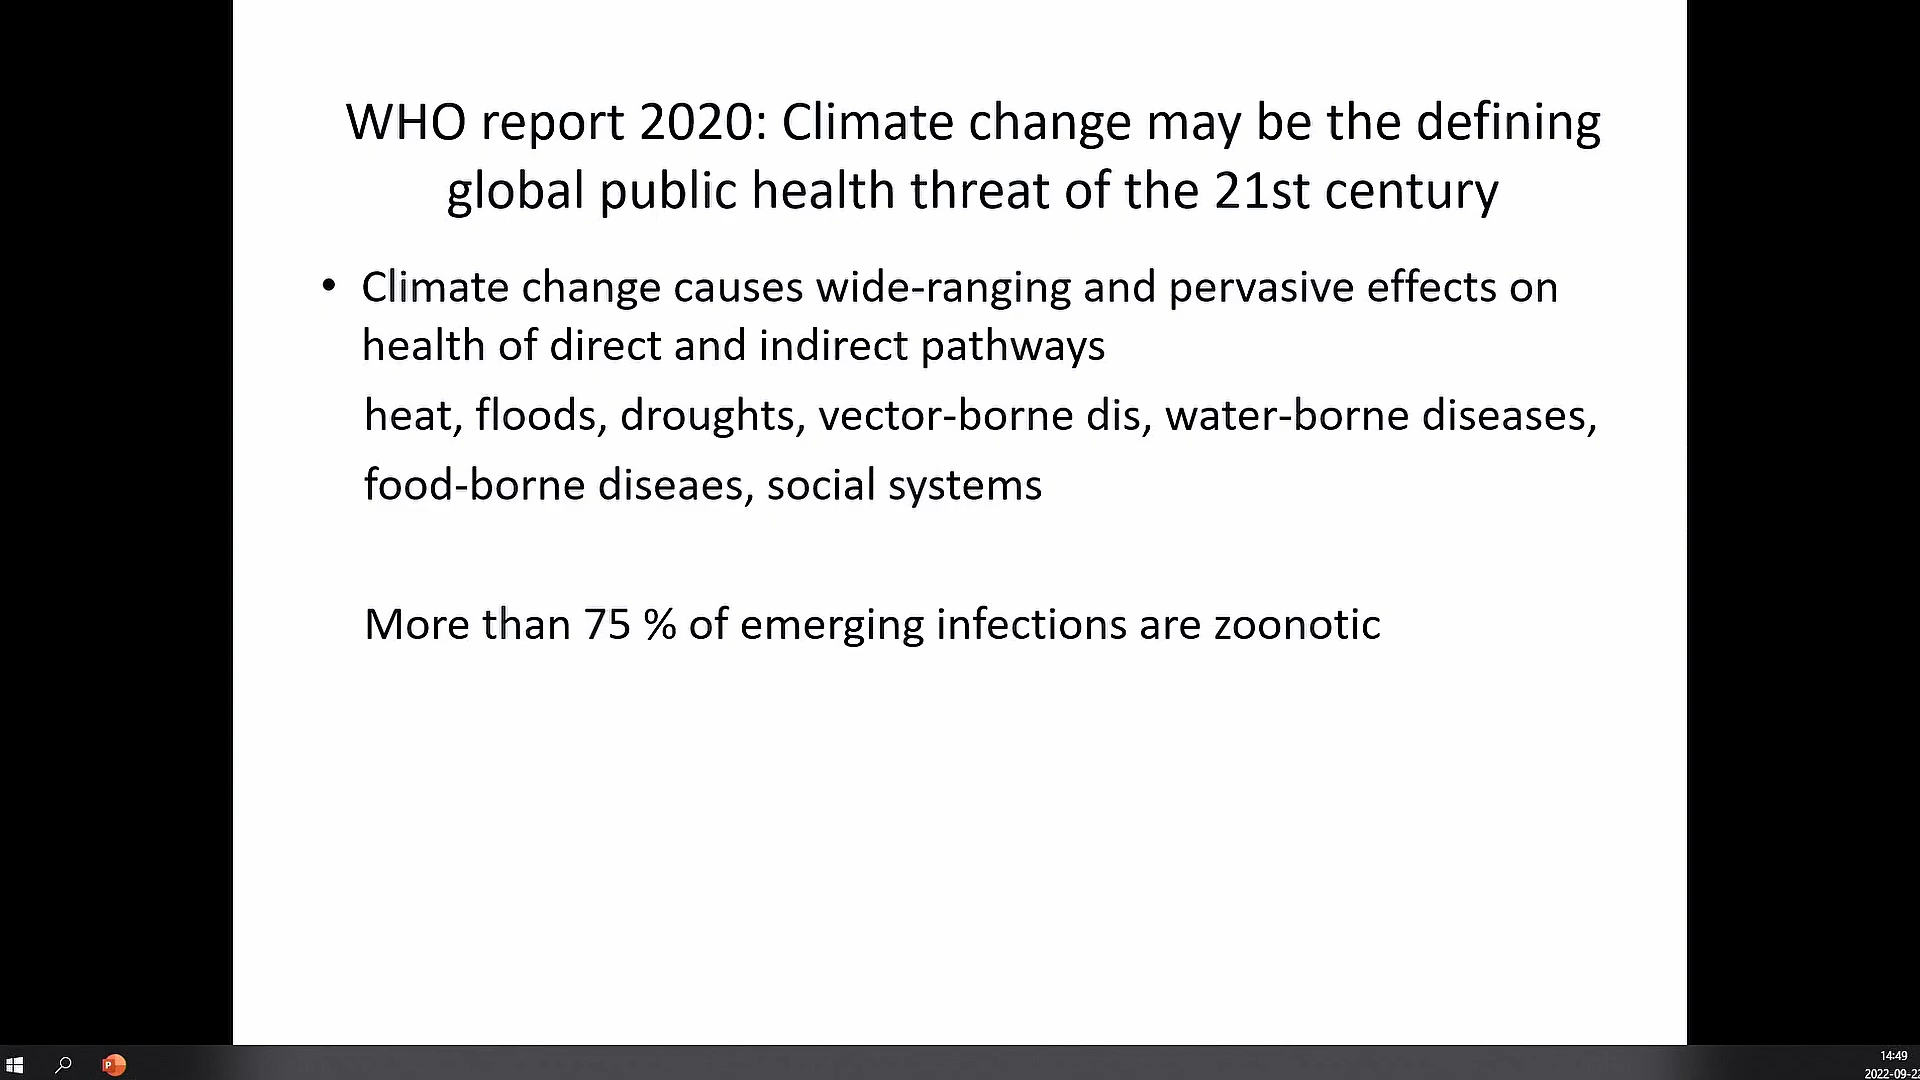 WHO report 2020: Climate change may be the defining
global public health threat of the 21st century
• Climate change causes wide-ranging and pervasive effects on
health of direct and indirect pathways
heat, floods, droughts, vector-borne dis, water-borne diseases,
food-borne diseaes, social systems
More than 75 % of emerging infections are zoonotic
P
14:49
2022-09-22